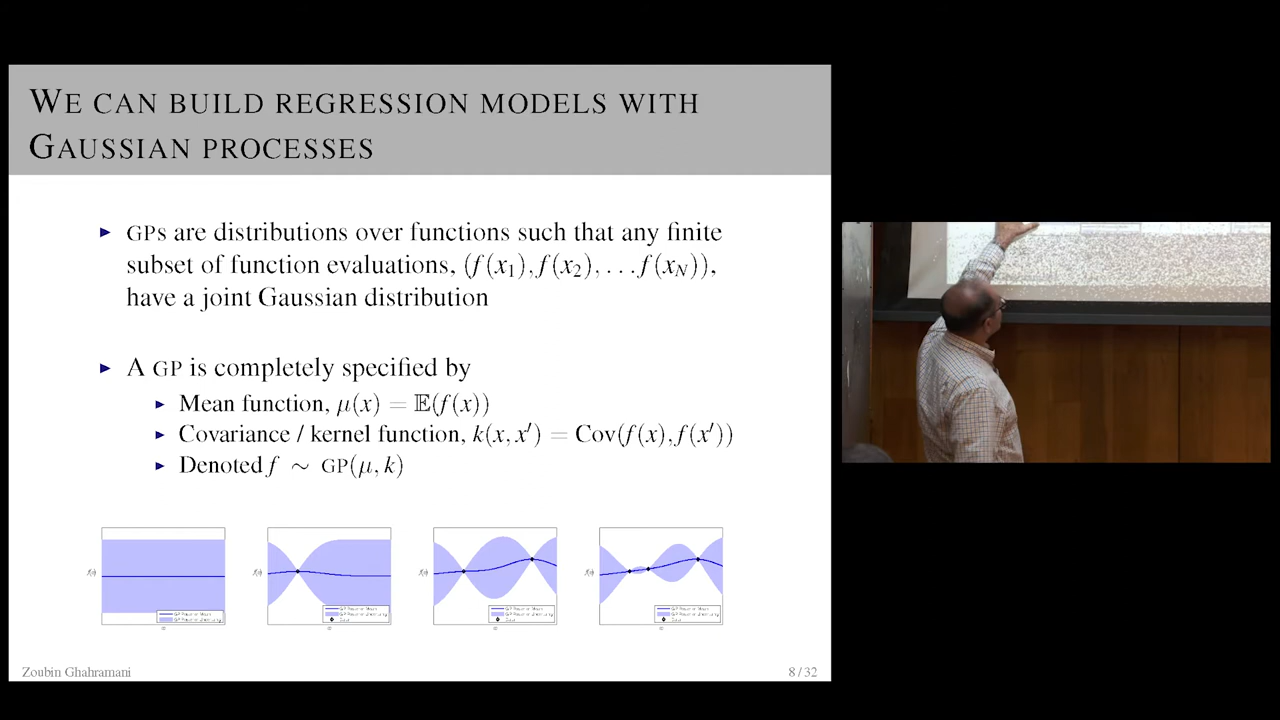 WE CAN BUILD REGRESSION MODELS WITH
GAUSSIAN PROCESSES
▶ GPs are distributions over functions such that any finite
subset of function evaluations, (f(x₁), f(x₂), . . . f(x_N)),
have a joint Gaussian distribution
▶ A GP is completely specified by
▶ Mean function, μ(x) = 𝔼(f(x))
▶ Covariance / kernel function, k(x, x′) = Cov(f(x), f(x′))
▶ Denoted f ∼ GP(μ, k)
Zoubin Ghahramani
8 / 32